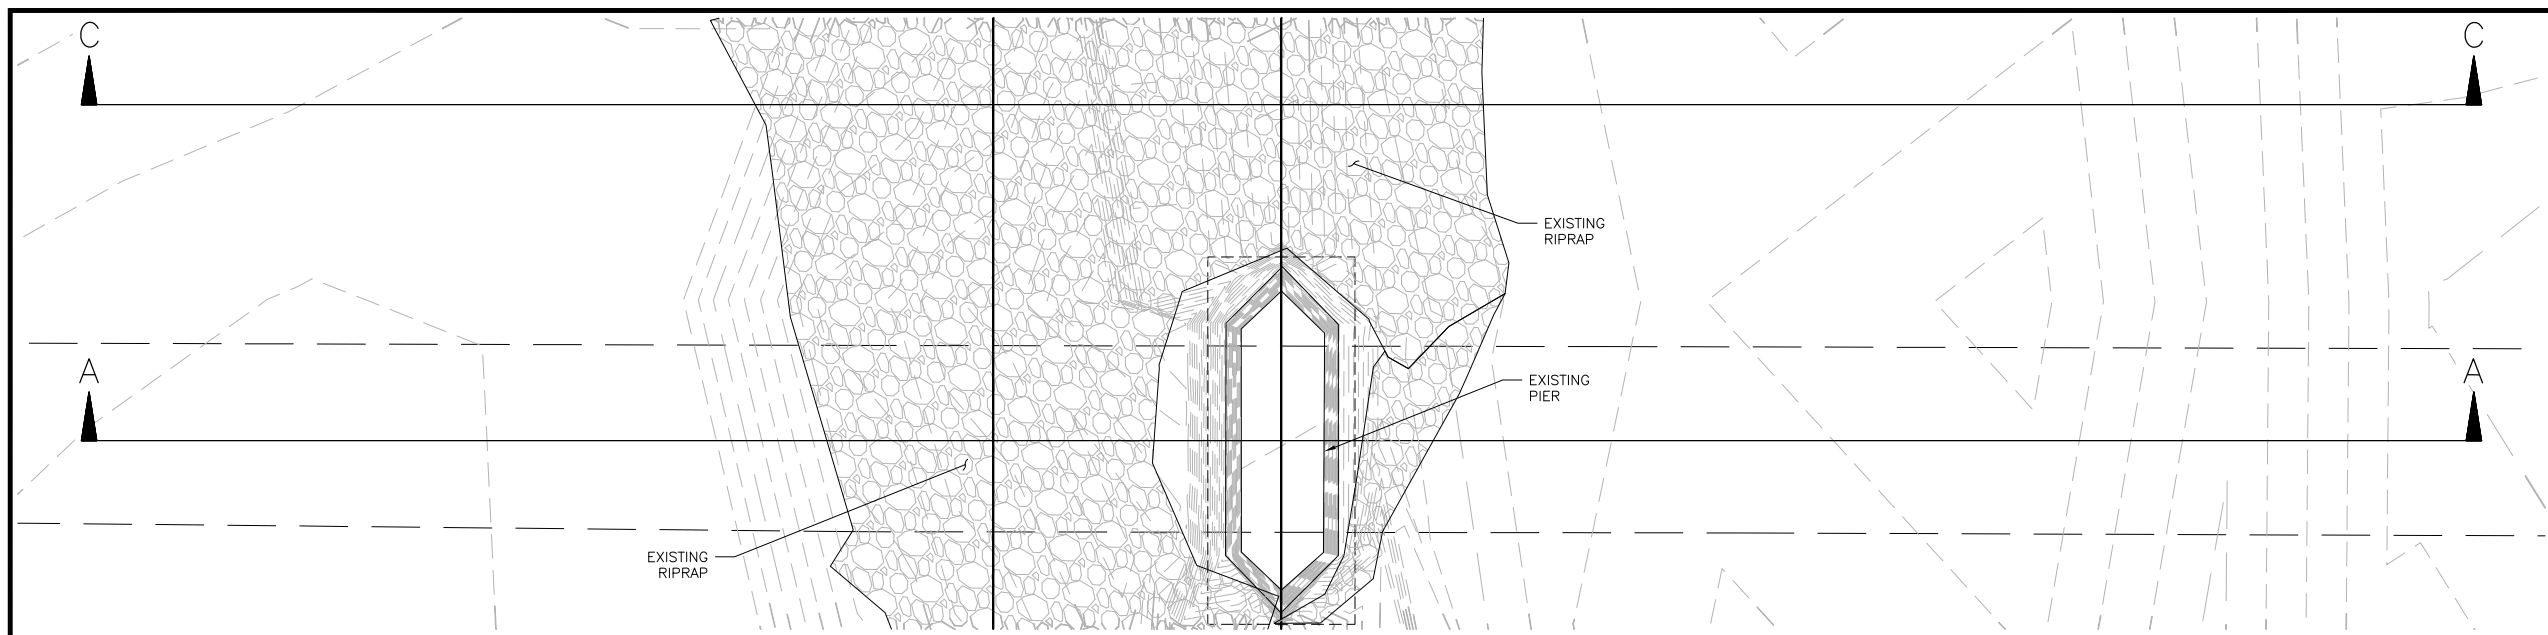 C
C
EXISTING
RIPRAP
A
A
EXISTING
PIER
EXISTING
RIPRAP